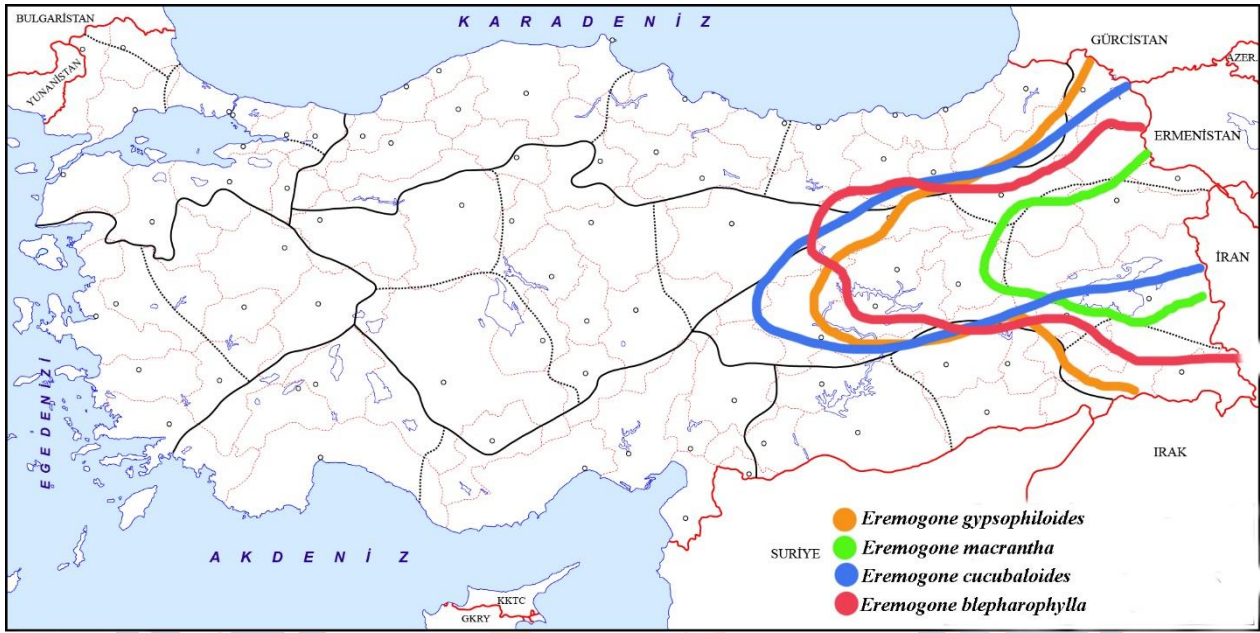 BULGARİSTAN
K A R A D E N İ Z
GÜRCİSTAN
YUNANİSTAN
AZER.
ERMENİSTAN
İRAN
E G E D E N İ Z İ
IRAK
Eremogone gypsophiloides
Eremogone macrantha
SURİYE
A K D E N İ Z
Eremogone cucubaloides
KKTC
Eremogone blepharophylla
GKRY